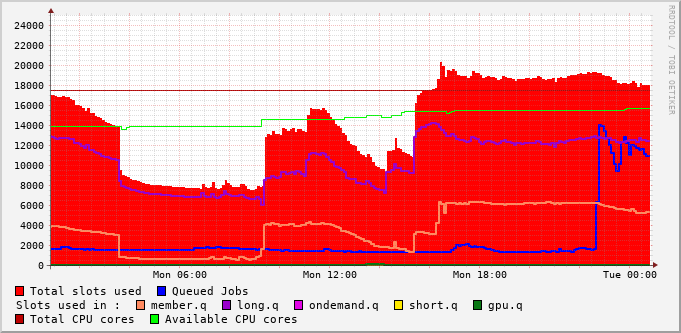 RRDTOOL / TOBI OETIKER
24000
22000
20000
18000
16000
14000
12000
10000
8000
6000
4000
2000
0
Mon 06:00 Mon 12:00 Mon 18:00 Tue 00:00
Total slots used Queued Jobs
Slots used in : member.q long.q ondemand.q short.q gpu.q
Total CPU cores Available CPU cores